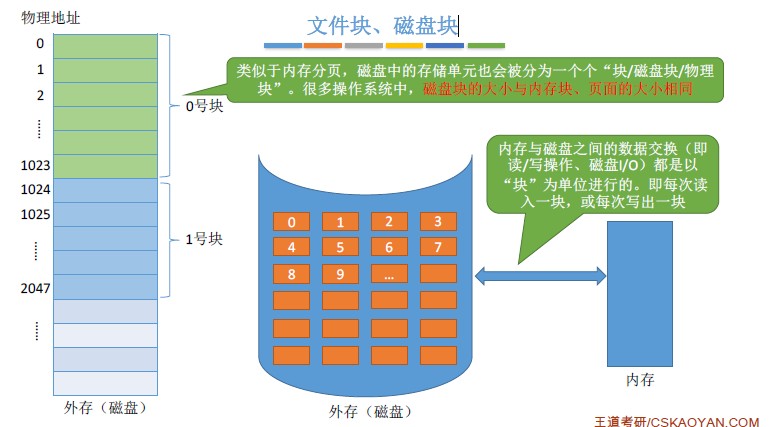 文件块、磁盘块
物理地址
0
1
2
……
1023
1024
1025
……
2047
……
0号块
1号块
外存（磁盘）
类似于内存分页，磁盘中的存储单元也会被分为一个个“块/磁盘块/物理
块”。很多操作系统中，磁盘块的大小与内存块、页面的大小相同
内存与磁盘之间的数据交换（即
读/写操作、磁盘I/O）都是以
“块”为单位进行的。即每次读
入一块，或每次写出一块
0 1 2 3
4 5 6 7
8 9 ...
外存（磁盘）
内存
王道考研/CSKAOYAN.COM